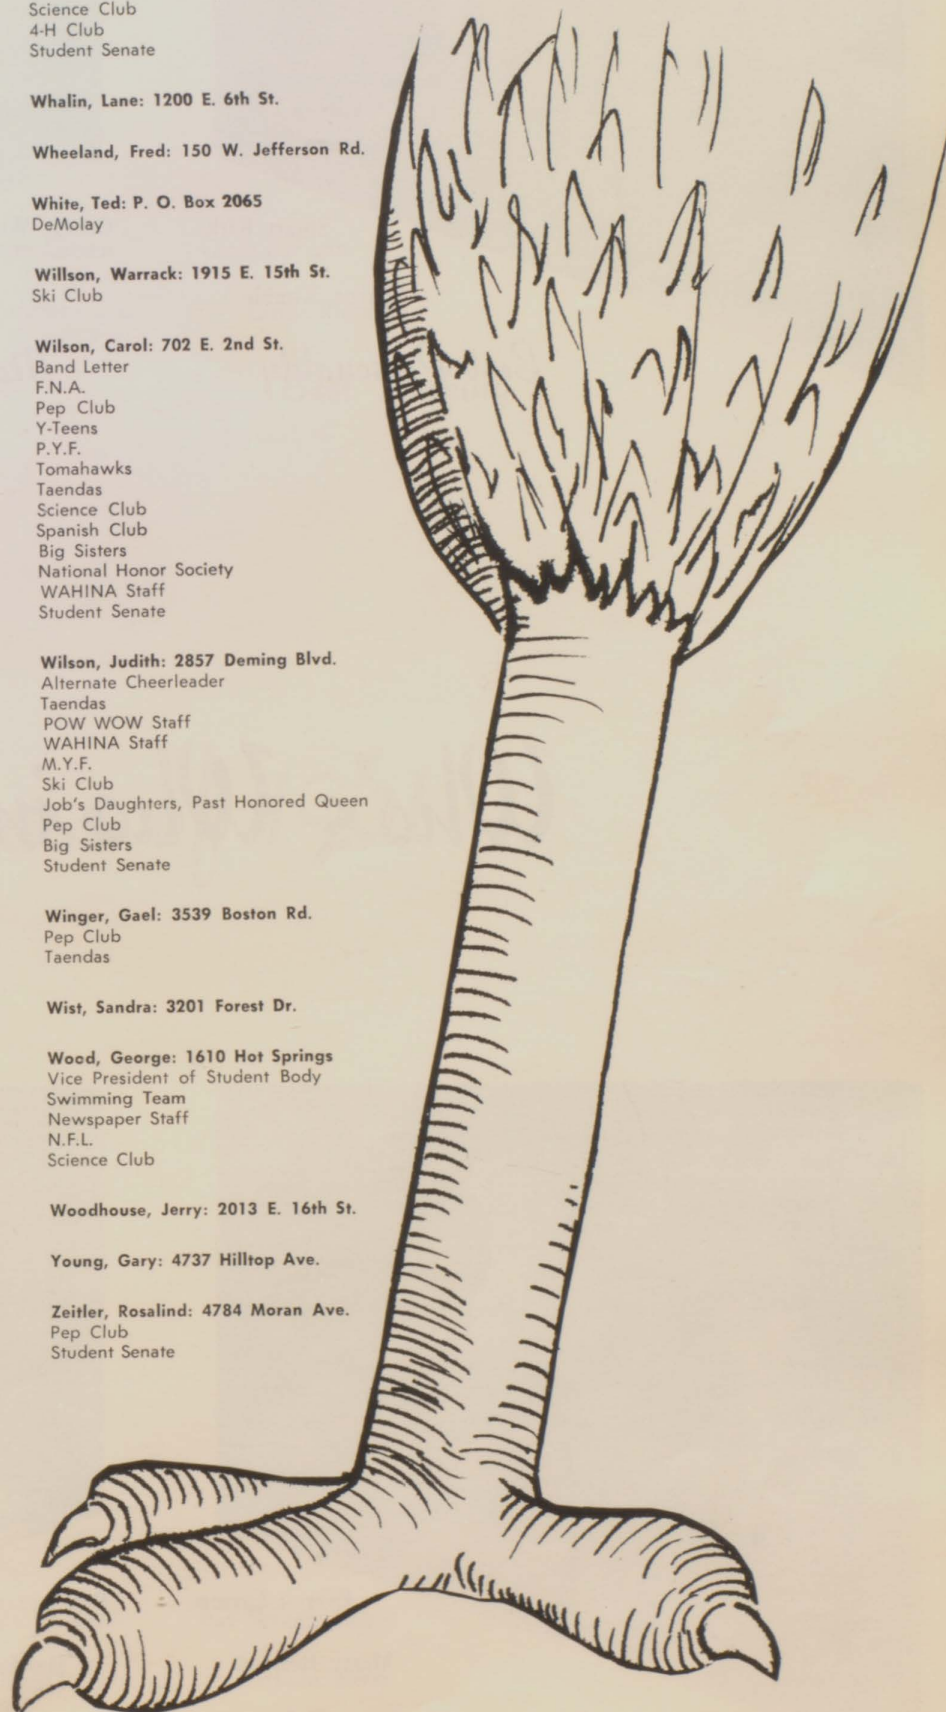 Science Club
4-H Club
Student Senate
Whalin, Lane: 1200 E. 6th St.
Wheeland, Fred: 150 W. Jefferson Rd.
White, Ted: P. O. Box 2065
DeMolay
Willson, Warrack: 1915 E. 15th St.
Ski Club
Wilson, Carol: 702 E. 2nd St.
Band Letter
F.N.A.
Pep Club
Y-Teens
P.Y.F.
Tomahawks
Taendas
Science Club
Spanish Club
Big Sisters
National Honor Society
WAHINA Staff
Student Senate
Wilson, Judith: 2857 Deming Blvd.
Alternate Cheerleader
Taendas
POW WOW Staff
WAHINA Staff
M.Y.F.
Ski Club
Job's Daughters, Past Honored Queen
Pep Club
Big Sisters
Student Senate
Winger, Gael: 3539 Boston Rd.
Pep Club
Taendas
Wist, Sandra: 3201 Forest Dr.
Wood, George: 1610 Hot Springs
Vice President of Student Body
Swimming Team
Newspaper Staff
N.F.L.
Science Club
Woodhouse, Jerry: 2013 E. 16th St.
Young, Gary: 4737 Hilltop Ave.
Zeitler, Rosalind: 4784 Moran Ave.
Pep Club
Student Senate